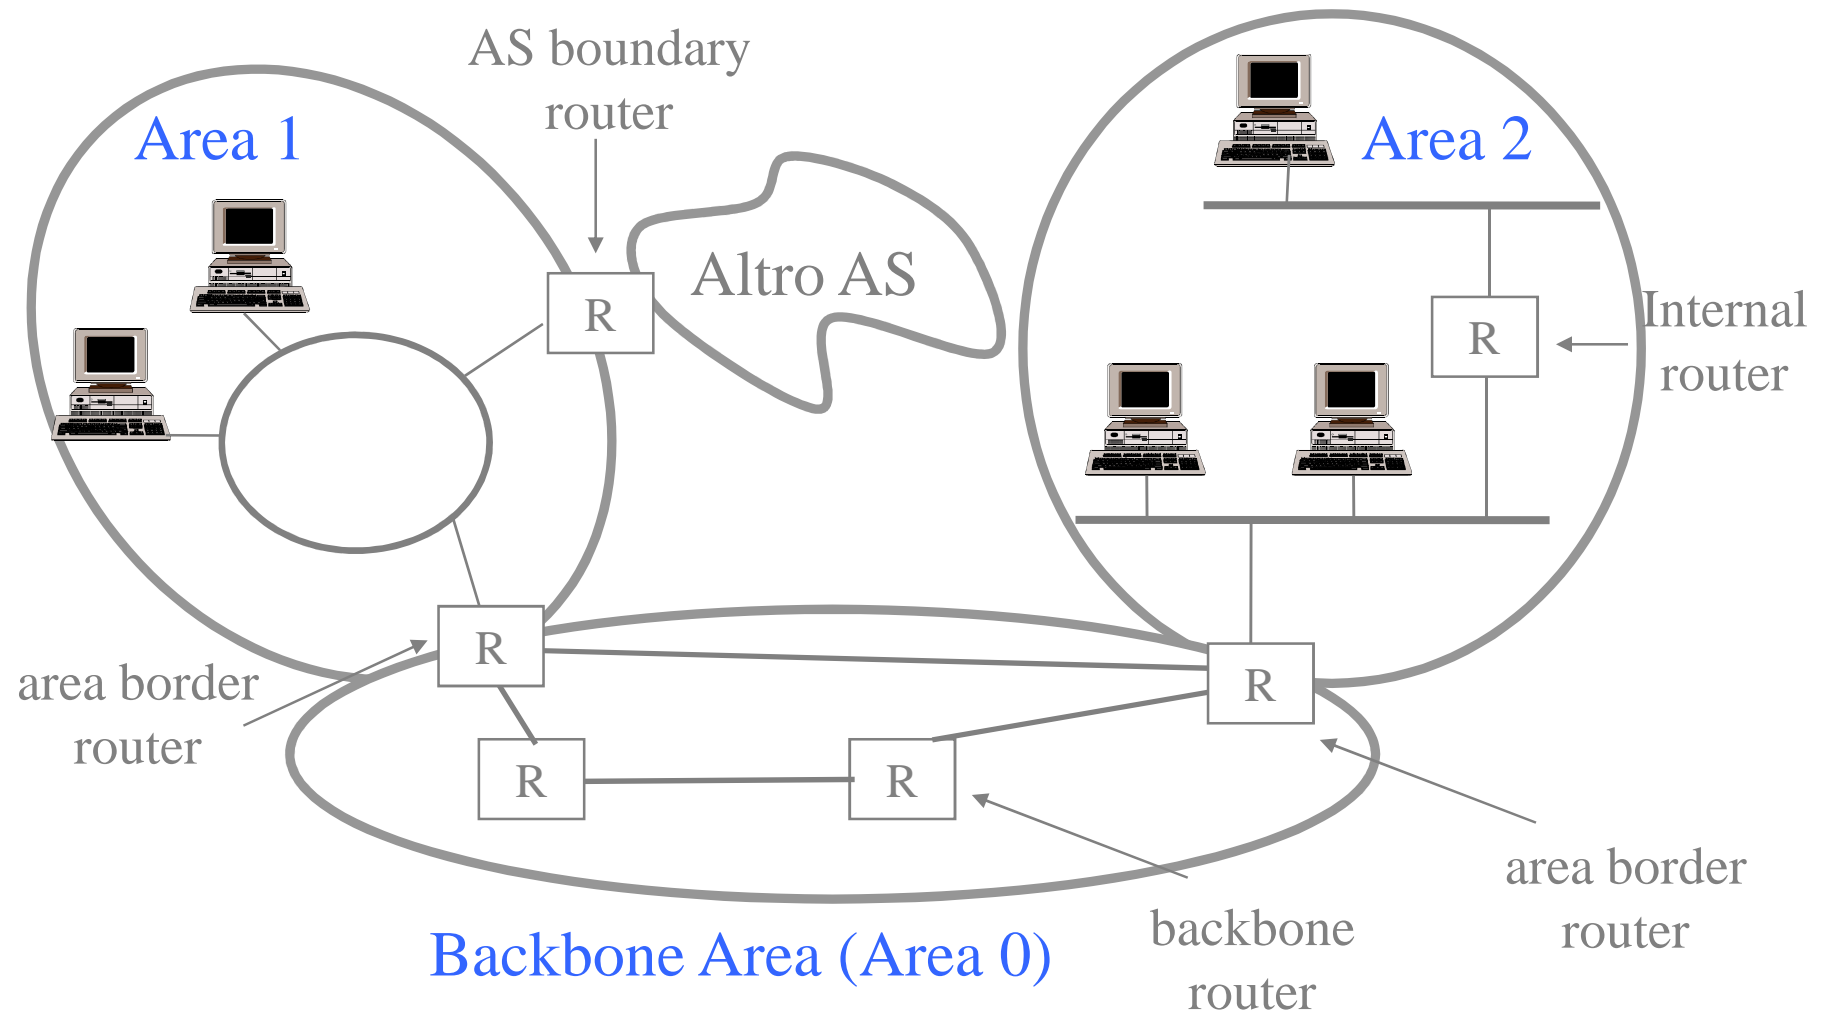 AS boundary
router
Area 1
Area 2
Altro AS
R
Internal
router
R
R
area border
router
R
R
R
area border
router
backbone
router
Backbone Area (Area 0)